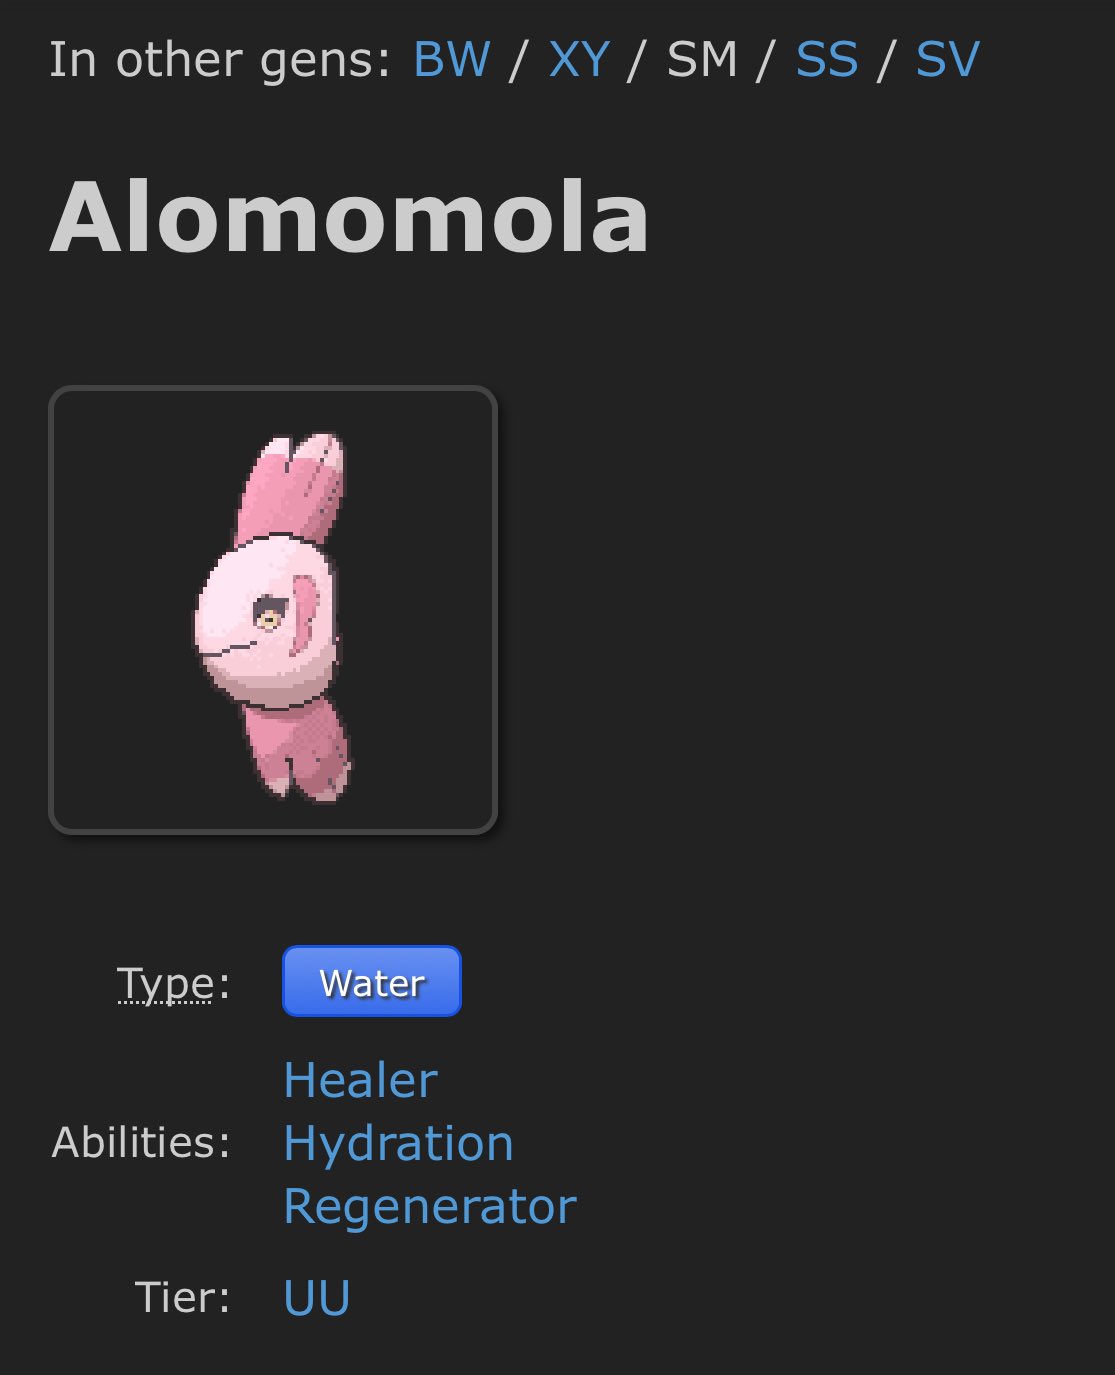 In other gens: BW / XY / SM / SS / SV
Alomomola
Type: Water
Abilities: Healer
Hydration
Regenerator
Tier: UU